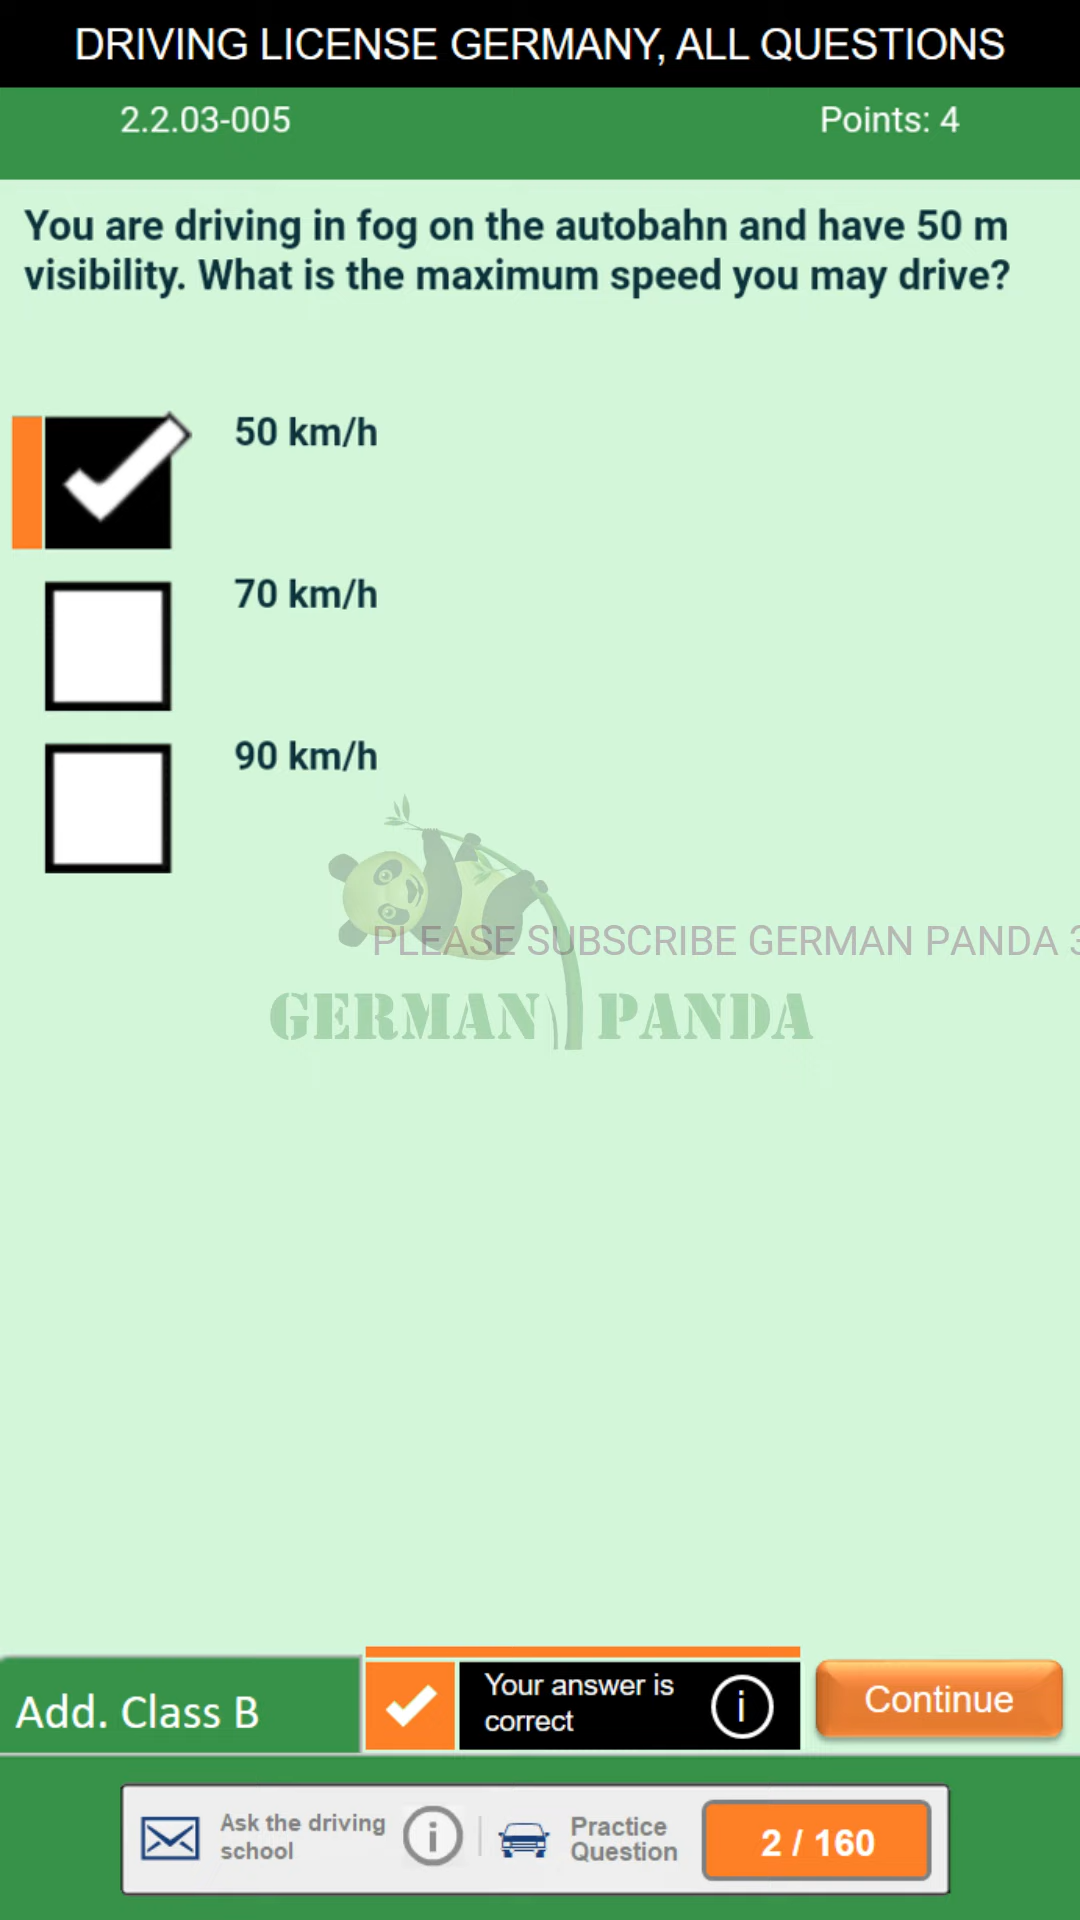 DRIVING LICENSE GERMANY, ALL QUESTIONS
2.2.03-005 Points: 4
You are driving in fog on the autobahn and have 50 m
visibility. What is the maximum speed you may drive?
50 km/h
70 km/h
90 km/h
PLEASE SUBSCRIBE GERMAN PANDA 3
GERMAN PANDA
Add. Class B
Your answer is
correct
Continue
Ask the driving
school
Practice
Question
2 / 160